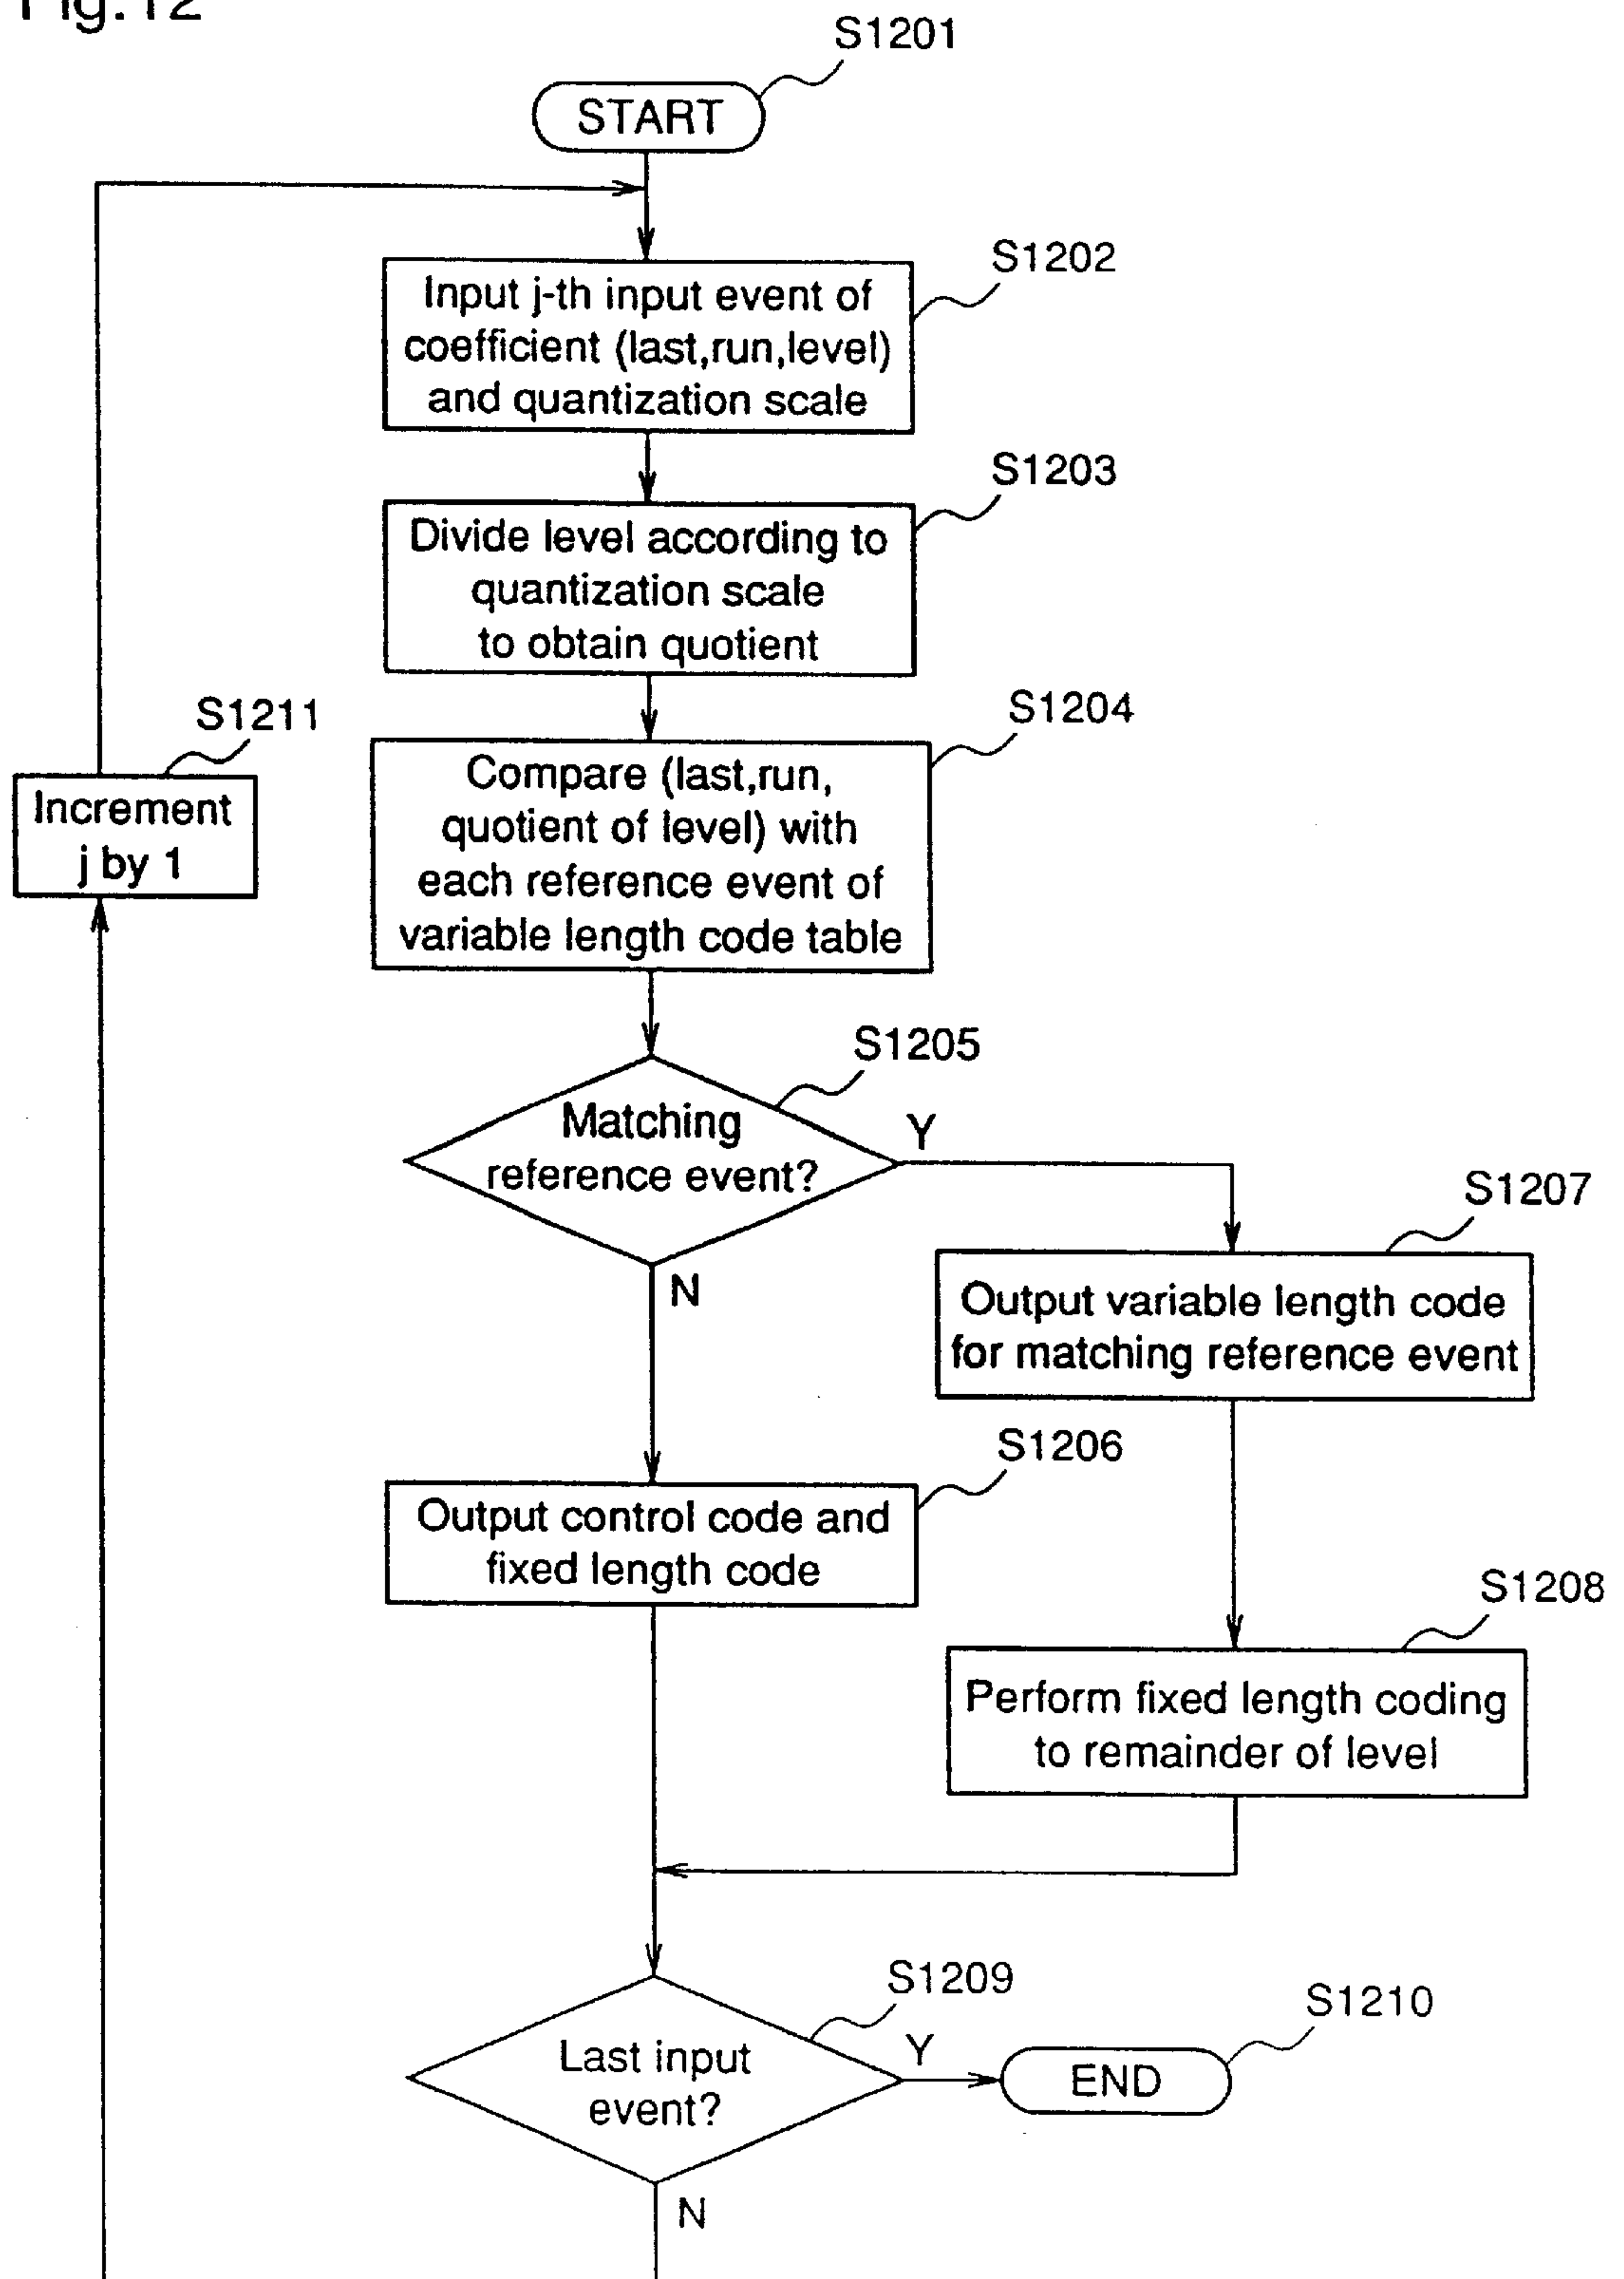 Fig.12
S1201
START
S1202
Input j-th input event of
coefficient (last,run,level)
and quantization scale
S1203
Divide level according to
quantization scale
to obtain quotient
S1204
Compare (last,run,
quotient of level) with
each reference event of
variable length code table
S1211
Increment
j by 1
S1205
Matching
reference event?
Y
N
S1207
Output variable length code
for matching reference event
S1206
Output control code and
fixed length code
S1208
Perform fixed length coding
to remainder of level
S1209
Last input
event?
Y
S1210
END
N